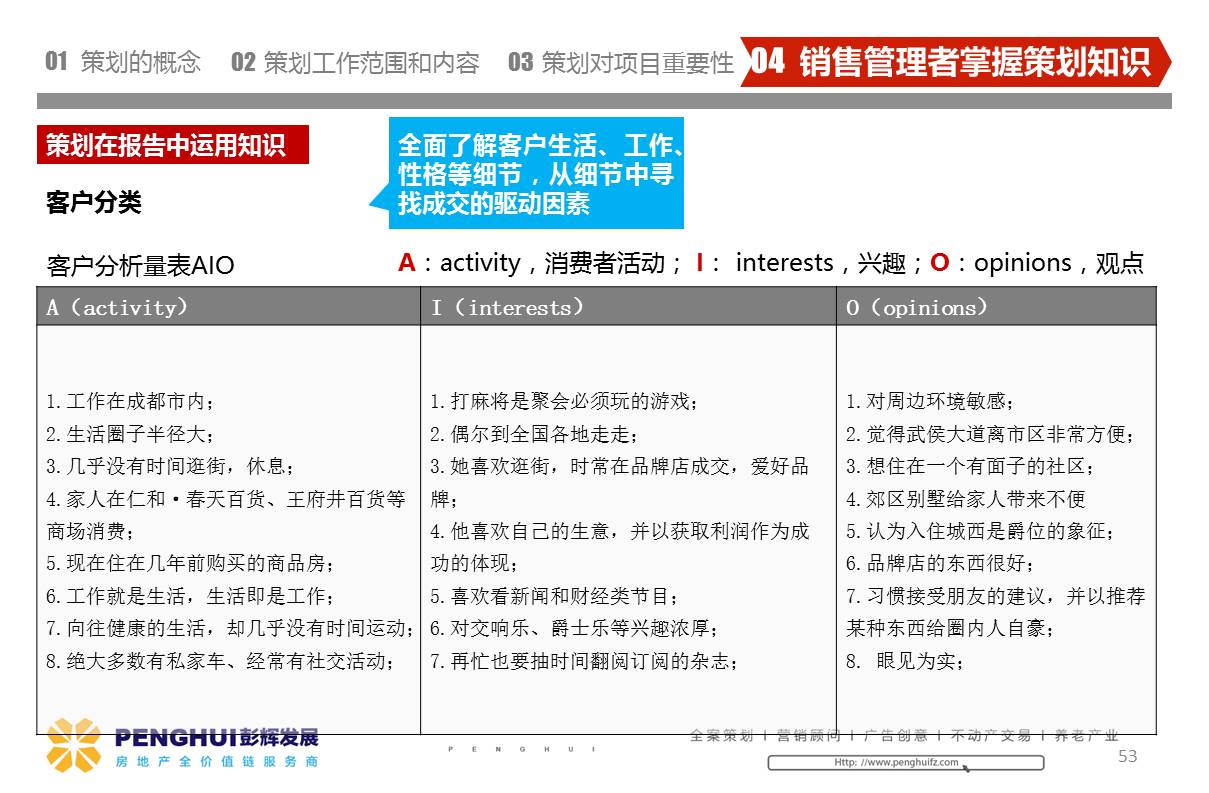 01 策划的概念 02 策划工作范围和内容 03 策划对项目重要性 04 销售管理者掌握策划知识
策划在报告中运用知识
全面了解客户生活、工作、
性格等细节，从细节中寻
找成交的驱动因素
客户分类
客户分析量表AIO
A：activity，消费者活动； I： interests，兴趣；O：opinions，观点
A（activity）
1.工作在成都市内；
2.生活圈子半径大；
3.几乎没有时间逛街，休息；
4.家人在仁和·春天百货、王府井百货等
商场消费；
5.现在住在几年前购买的商品房；
6.工作就是生活，生活即是工作；
7.向往健康的生活，却几乎没有时间运动；
8.绝大多数有私家车、经常有社交活动；
I（interests）
1.打麻将是聚会必须玩的游戏；
2.偶尔到全国各地走走；
3.她喜欢逛街，时常在品牌店成交，爱好品
牌；
4.他喜欢自己的生意，并以获取利润作为成
功的体现；
5.喜欢看新闻和财经类节目；
6.对交响乐、爵士乐等兴趣浓厚；
7.再忙也要抽时间翻阅订阅的杂志；
O（opinions）
1.对周边环境敏感；
2.觉得武侯大道离市区非常方便；
3.想住在一个有面子的社区；
4.郊区别墅给家人带来不便
5.认为入住城西是爵位的象征；
6.品牌店的东西很好；
7.习惯接受朋友的建议，并以推荐
某种东西给圈内人自豪；
8. 眼见为实；
PENGHUI彭辉发展
房地产全价值链服务商
PENGHUI
全案策划 I 营销顾问 I 广告创意 I 不动产交易 I 养老产业
Http: //www.penghuifz.com
53